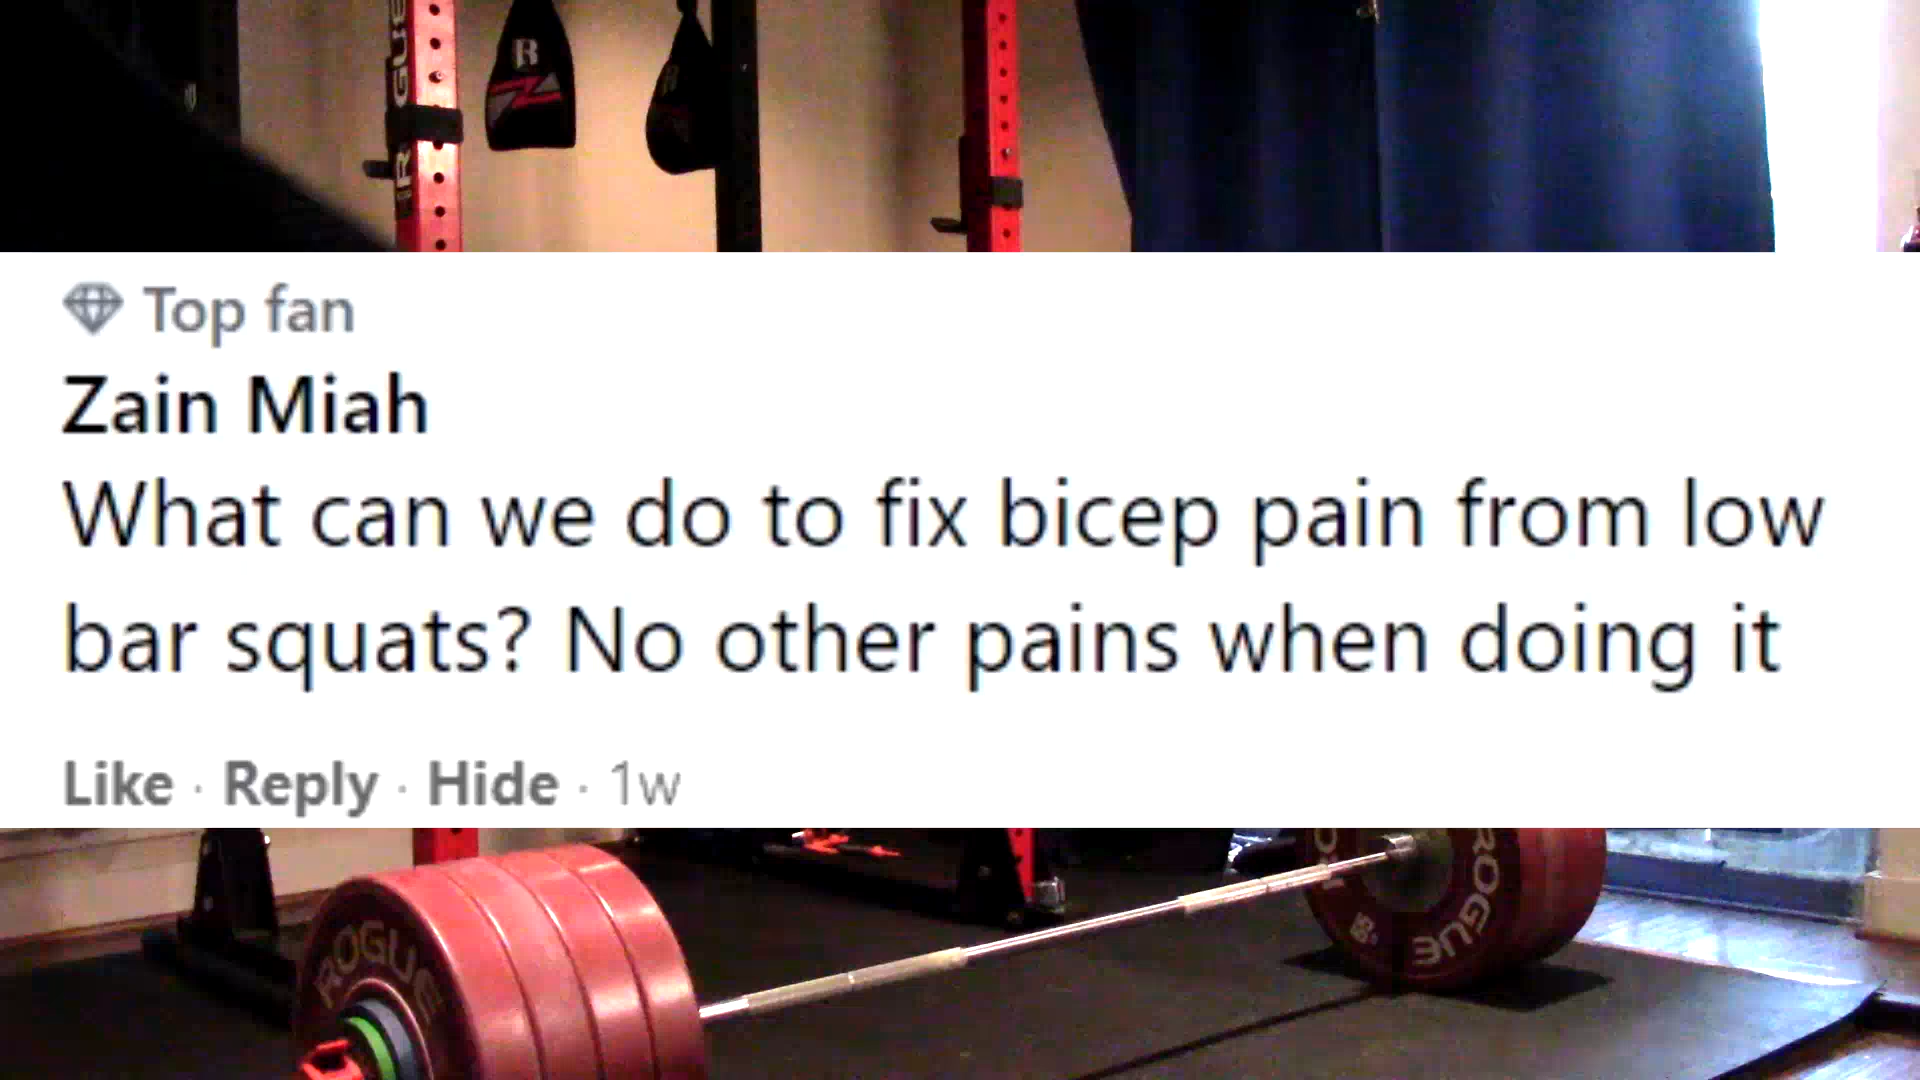 ROGUE
R
R
R
Top fan
Zain Miah
What can we do to fix bicep pain from low
bar squats? No other pains when doing it
Like · Reply · Hide · 1w
ROGUE
ROGUE